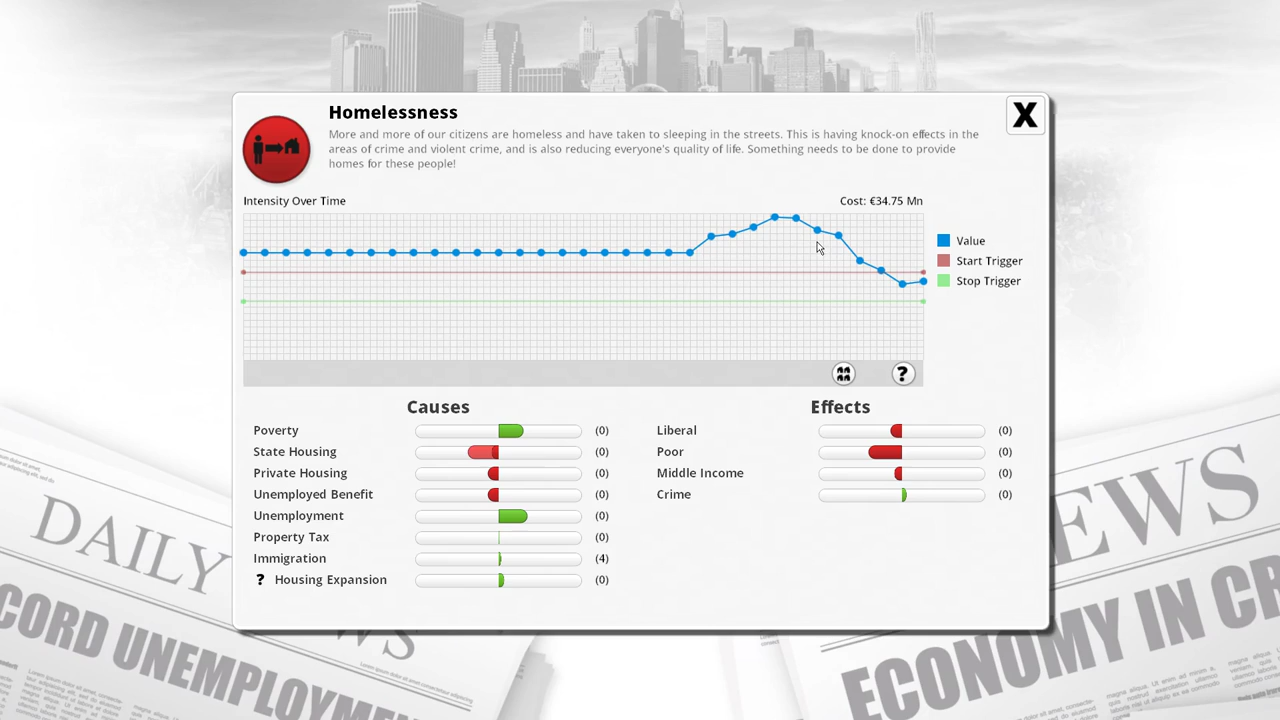 Homelessness
X
More and more of our citizens are homeless and have taken to sleeping in the streets. This is having knock-on effects in the
areas of crime and violent crime, and is also reducing everyone's quality of life. Something needs to be done to provide
homes for these people!
Intensity Over Time
Cost: €34.75 Mn
Value
Start Trigger
Stop Trigger
?
Causes
Effects
Poverty (0)
Liberal (0)
State Housing (0)
Poor (0)
Private Housing (0)
Middle Income (0)
Unemployed Benefit (0)
Crime (0)
Unemployment (0)
Property Tax (0)
Immigration (4)
? Housing Expansion (0)
DAILY
WS
CORD UNEMPLOYME
EWS
ECONOMY IN CR